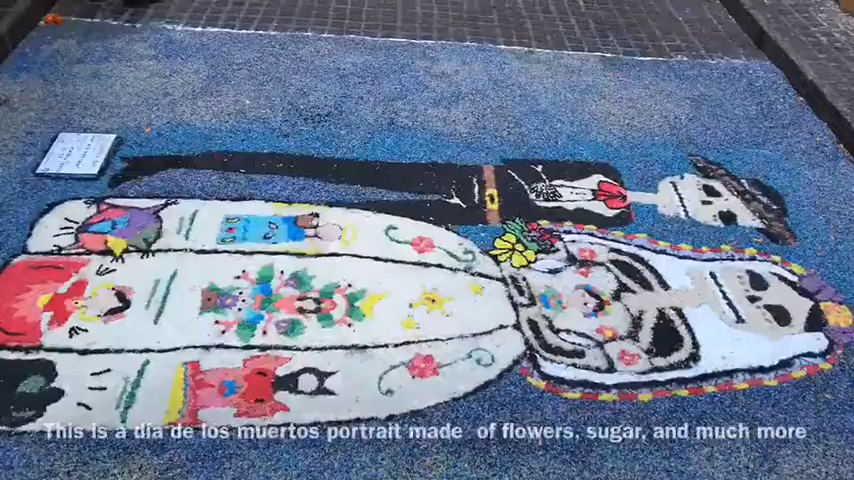 This is a día de los muertos portrait made of flowers, sugar, and much more